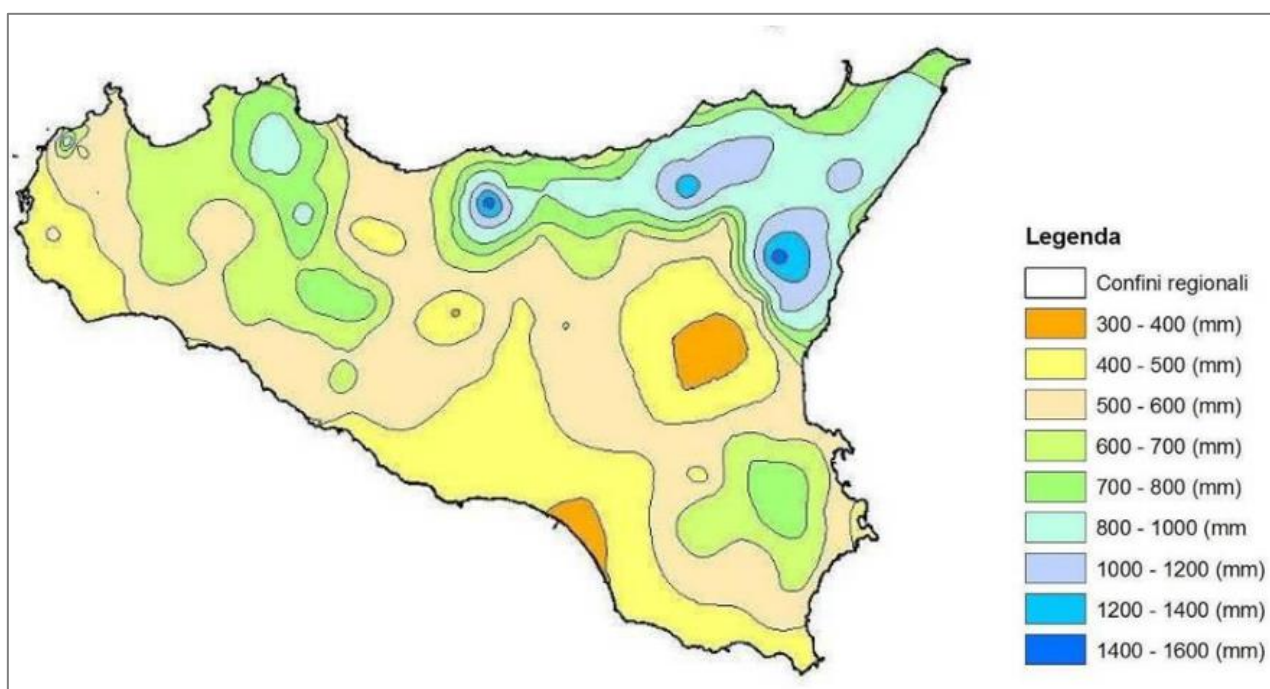 Legenda
Confini regionali
300 - 400 (mm)
400 - 500 (mm)
500 - 600 (mm)
600 - 700 (mm)
700 - 800 (mm)
800 - 1000 (mm
1000 - 1200 (mm)
1200 - 1400 (mm)
1400 - 1600 (mm)